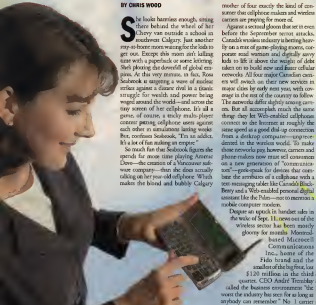 BY CHRIS WOOD
She looks harmless enough, sitting
there behind the wheel of her
Chevy van outside a school in
southwest Calgary. Just another
stay-at-home mom waiting for the kids to
get out. Except this mom isn't killing
time with a paperback or some knitting.
She's plotting the downfall of global em-
pires. At this very minute, in fact,
Seabrook is targeting a wave of nuclear
strikes against a distant rival in a titanic
struggle for wealth and power being
waged around the world—and across the
tiny screen of her cellphone. It's all a
game, of course, a multi-player
contest pitting cellphone users against
each other in simulated lasting
But, confesses Seabrook, "I'm an addict.
It's a lot of fun making an empire."
So much fun that Seabrook figures she
spends more time playing
Dave—the creation of a Vancouver soft-
ware company—than she does actually
talking on her cellphone. Which
makes the blond and bubbly Calgary
mother of four exactly the kind of con-
sumer that cellphone makers and wireless
carriers are praying for more of.
Against a second gloom that set in even
before the September terror attacks,
Canada's wireless industry is betting heav-
ily on a mix of game-playing moms, cor-
porate road warriors and digitally savvy
kids to lift it above the weight of debt
taken on to build new and faster cellular
networks. All four major Canadian carri-
ers will switch on their new services in
major cities by early next year, with cov-
erage in the rest of the country to follow.
The networks differ slightly among carri-
ers. But all accomplish much the same
thing: they let Web-enabled cellphones
connect to the Internet at roughly the
same speed as a good dial-up connection
from a desktop computer—unprece-
dented in the wireless world. To make
those networks pay, however, carriers and
phone-makers now must sell consumers
on a new generation of "communica-
tors"—geek-speak for devices that com-
bine the attributes of a cellphone with a
text-messaging tablet like Canada's Black-
Berry and a Web-enabled personal digital
assistant like the Palm—not to mention a
mobile computer modem.
Despite an uptick in handset sales in
the wake of Sept. 11, news out of the
wireless sector has been mostly
gloomy for months. Montreal-
based Microcell
Communications
Inc., home of the
Fido brand and the
smallest of the big four, lost
$120 million in the third
quarter. CEO André Tremblay
called the business environment "the
worst the industry has seen for as long as
anybody can remember." No. 3 carrier